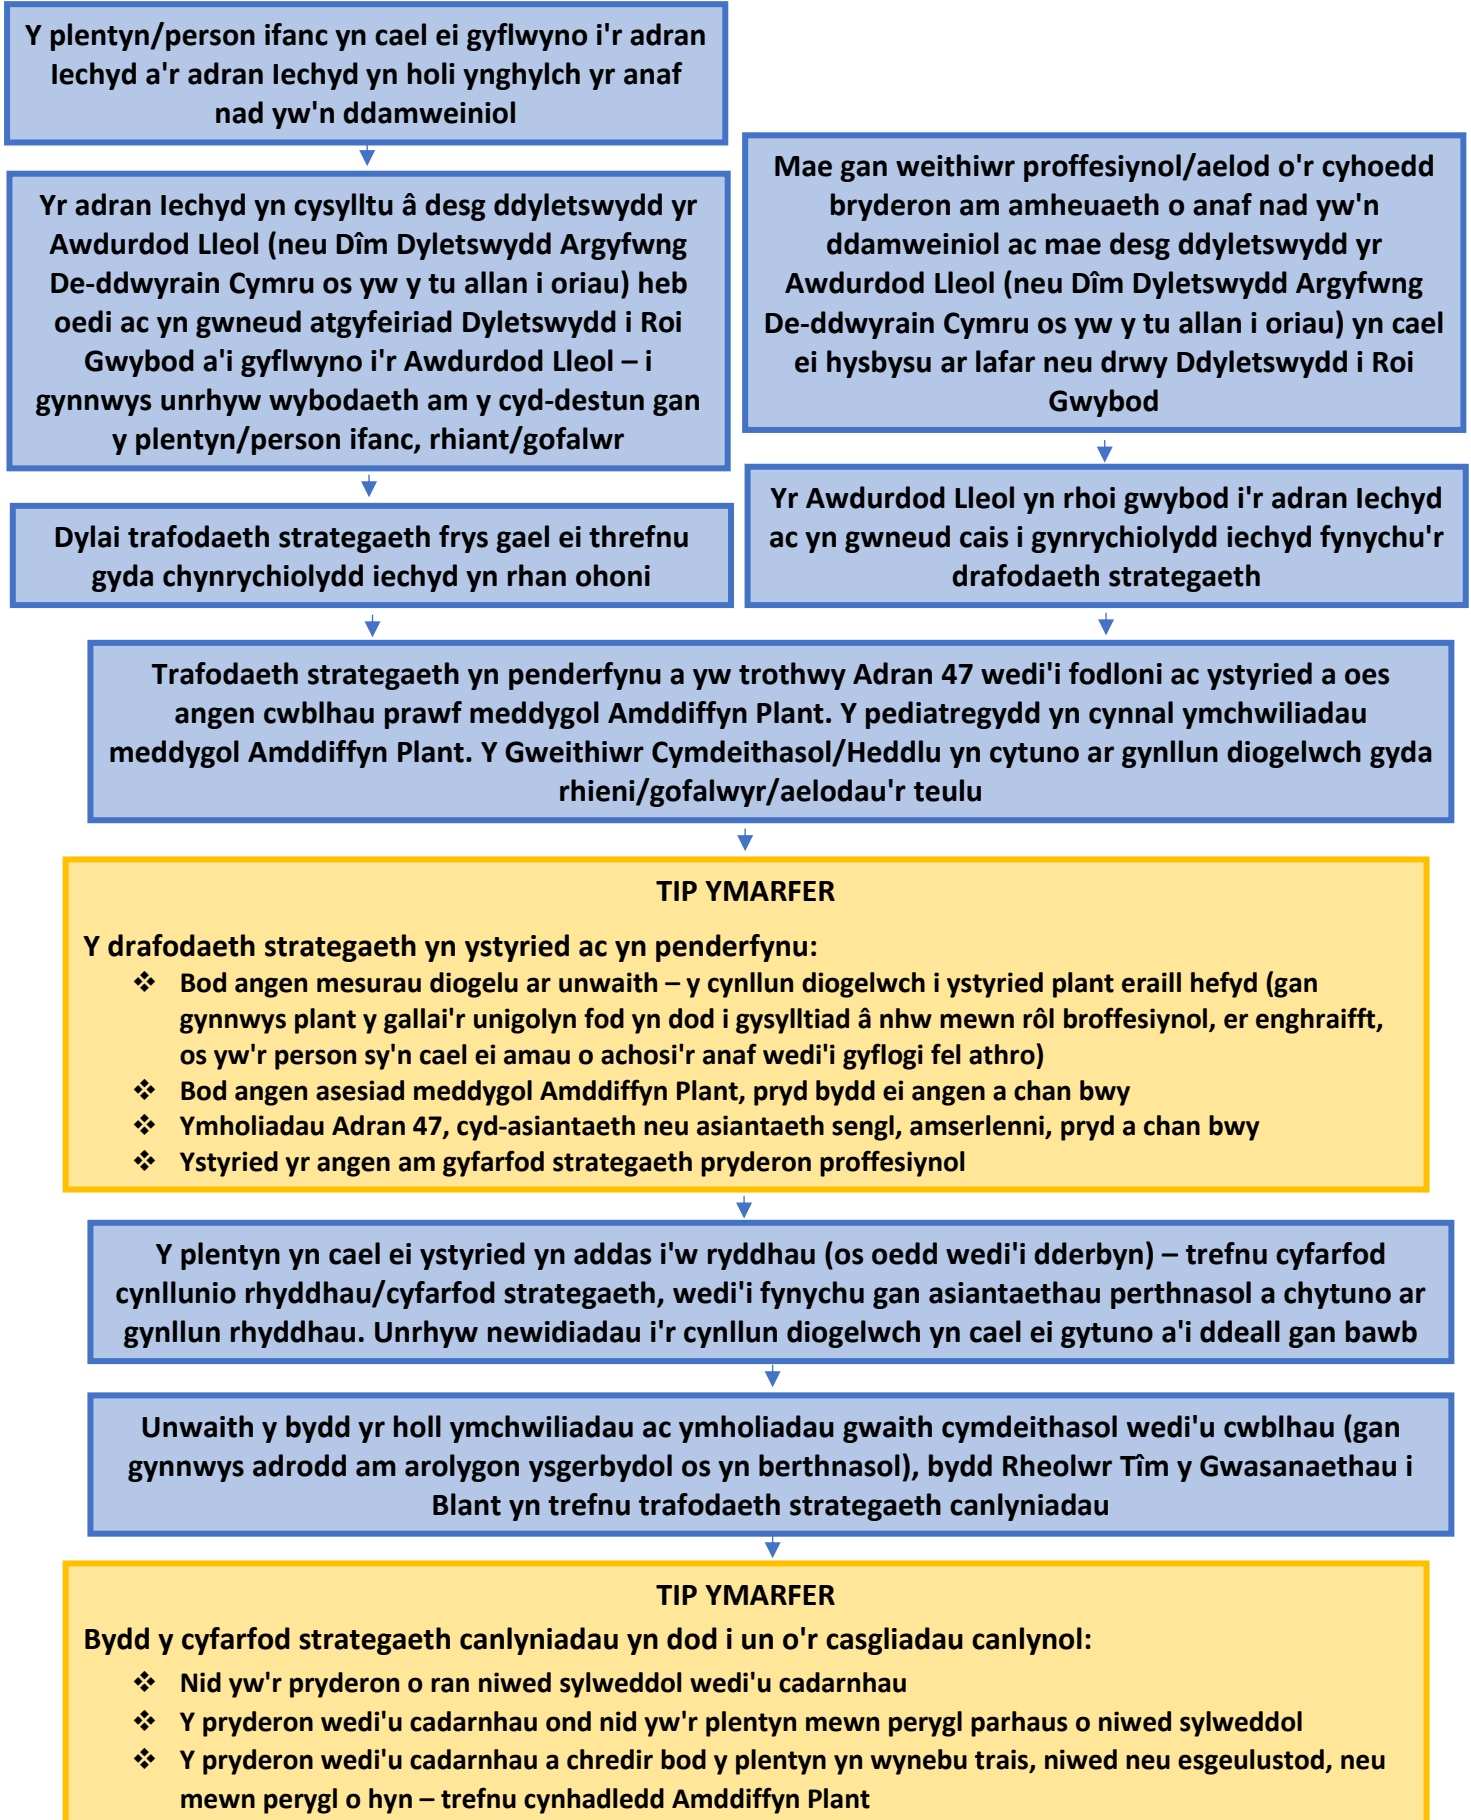 Y plentyn/person ifanc yn cael ei gyflwyno i'r adran
Iechyd a'r adran Iechyd yn holi ynghylch yr anaf
nad yw'n ddamweiniol
Yr adran Iechyd yn cysylltu â desg ddyletswydd yr
Awdurdod Lleol (neu Dîm Dyletswydd Argyfwng
De-ddwyrain Cymru os yw y tu allan i oriau) heb
oedi ac yn gwneud atgyfeiriad Dyletswydd i Roi
Gwybod a'i gyflwyno i'r Awdurdod Lleol – i
gynnwys unrhyw wybodaeth am y cyd-destun gan
y plentyn/person ifanc, rhiant/gofalwr
Dylai trafodaeth strategaeth frys gael ei threfnu
gyda chynrychiolydd iechyd yn rhan ohoni
Mae gan weithiwr proffesiynol/aelod o'r cyhoedd
bryderon am amheuaeth o anaf nad yw'n
ddamweiniol ac mae desg ddyletswydd yr
Awdurdod Lleol (neu Dîm Dyletswydd Argyfwng
De-ddwyrain Cymru os yw y tu allan i oriau) yn cael
ei hysbysu ar lafar neu drwy Ddyletswydd i Roi
Gwybod
Yr Awdurdod Lleol yn rhoi gwybod i'r adran Iechyd
ac yn gwneud cais i gynrychiolydd iechyd fynychu'r
drafodaeth strategaeth
Trafodaeth strategaeth yn penderfynu a yw trothwy Adran 47 wedi'i fodloni ac ystyried a oes
angen cwblhau prawf meddygol Amddiffyn Plant. Y pediatregydd yn cynnal ymchwiliadau
meddygol Amddiffyn Plant. Y Gweithiwr Cymdeithasol/Heddlu yn cytuno ar gynllun diogelwch gyda
rhieni/gofalwyr/aelodau'r teulu
TIP YMARFER
Y drafodaeth strategaeth yn ystyried ac yn penderfynu:
❖ Bod angen mesurau diogelu ar unwaith – y cynllun diogelwch i ystyried plant eraill hefyd (gan
gynnwys plant y gallai'r unigolyn fod yn dod i gysylltiad â nhw mewn rôl broffesiynol, er enghraifft,
os yw'r person sy'n cael ei amau o achosi'r anaf wedi'i gyflogi fel athro)
❖ Bod angen asesiad meddygol Amddiffyn Plant, pryd bydd ei angen a chan bwy
❖ Ymholiadau Adran 47, cyd-asiantaeth neu asiantaeth sengl, amserlenni, pryd a chan bwy
❖ Ystyried yr angen am gyfarfod strategaeth pryderon proffesiynol
Y plentyn yn cael ei ystyried yn addas i'w ryddhau (os oedd wedi'i dderbyn) – trefnu cyfarfod
cynllunio rhyddhau/cyfarfod strategaeth, wedi'i fynychu gan asiantaethau perthnasol a chytuno ar
gynllun rhyddhau. Unrhyw newidiadau i'r cynllun diogelwch yn cael ei gytuno a'i ddeall gan bawb
Unwaith y bydd yr holl ymchwiliadau ac ymholiadau gwaith cymdeithasol wedi'u cwblhau (gan
gynnwys adrodd am arolygon ysgerbydol os yn berthnasol), bydd Rheolwr Tîm y Gwasanaethau i
Blant yn trefnu trafodaeth strategaeth canlyniadau
TIP YMARFER
Bydd y cyfarfod strategaeth canlyniadau yn dod i un o'r casgliadau canlynol:
❖ Nid yw'r pryderon o ran niwed sylweddol wedi'u cadarnhau
❖ Y pryderon wedi'u cadarnhau ond nid yw'r plentyn mewn perygl parhaus o niwed sylweddol
❖ Y pryderon wedi'u cadarnhau a chredir bod y plentyn yn wynebu trais, niwed neu esgeulustod, neu
mewn perygl o hyn – trefnu cynhadledd Amddiffyn Plant